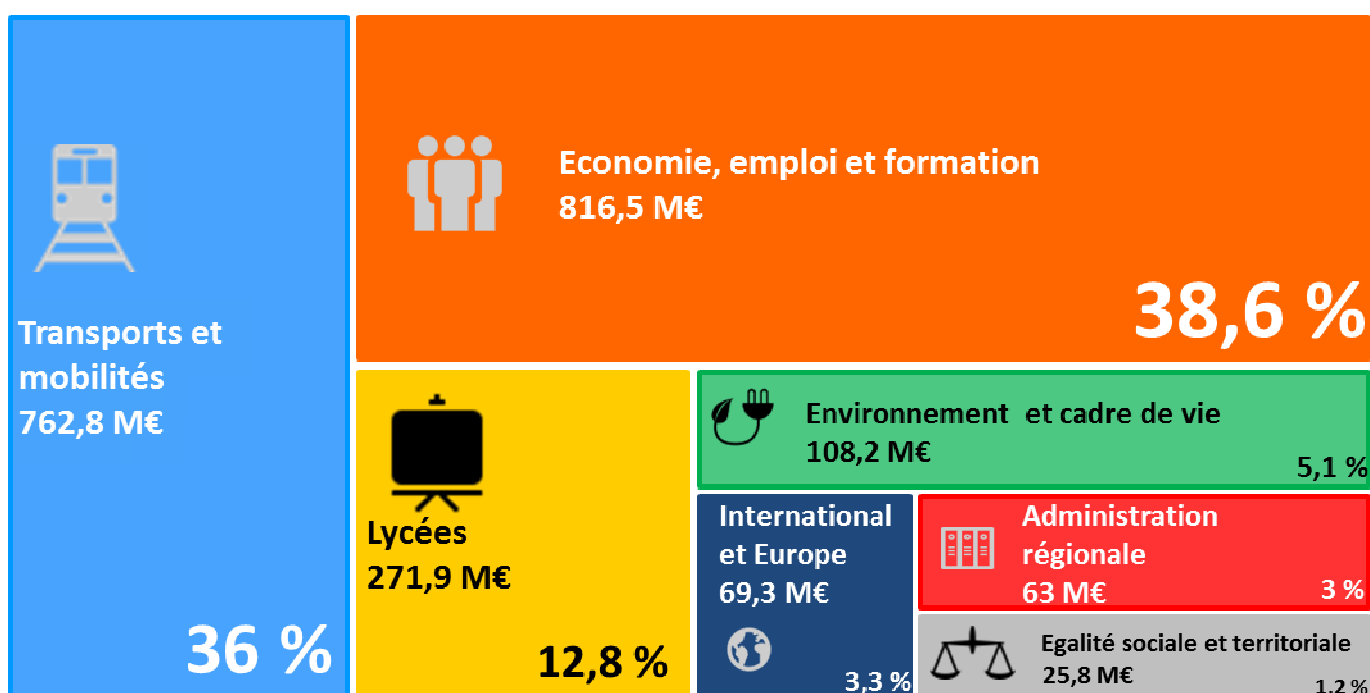 Transports et
mobilités
762,8 M€
36 %
Economie, emploi et formation
816,5 M€
38,6 %
Lycées
271,9 M€
12,8 %
Environnement et cadre de vie
108,2 M€
5,1 %
International
et Europe
69,3 M€
3,3 %
Administration
régionale
63 M€
3 %
Egalité sociale et territoriale
25,8 M€
1,2 %